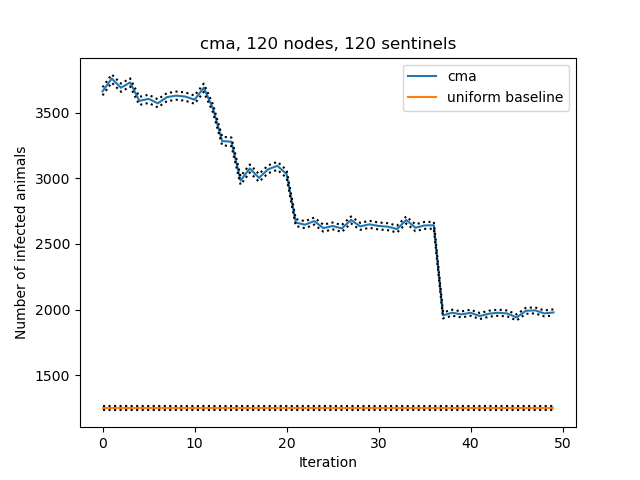 cma, 120 nodes, 120 sentinels
cma
uniform baseline
Number of infected animals
3500
3000
2500
2000
1500
0 10 20 30 40 50
Iteration